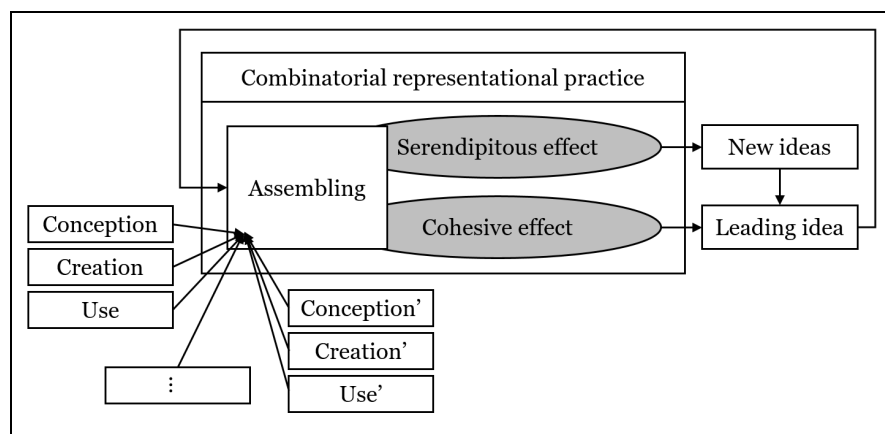 Combinatorial representational practice
Serendipitous effect
New ideas
Assembling
Conception
Cohesive effect
Leading idea
Creation
Use
Conception’
Creation’
⋮
Use’